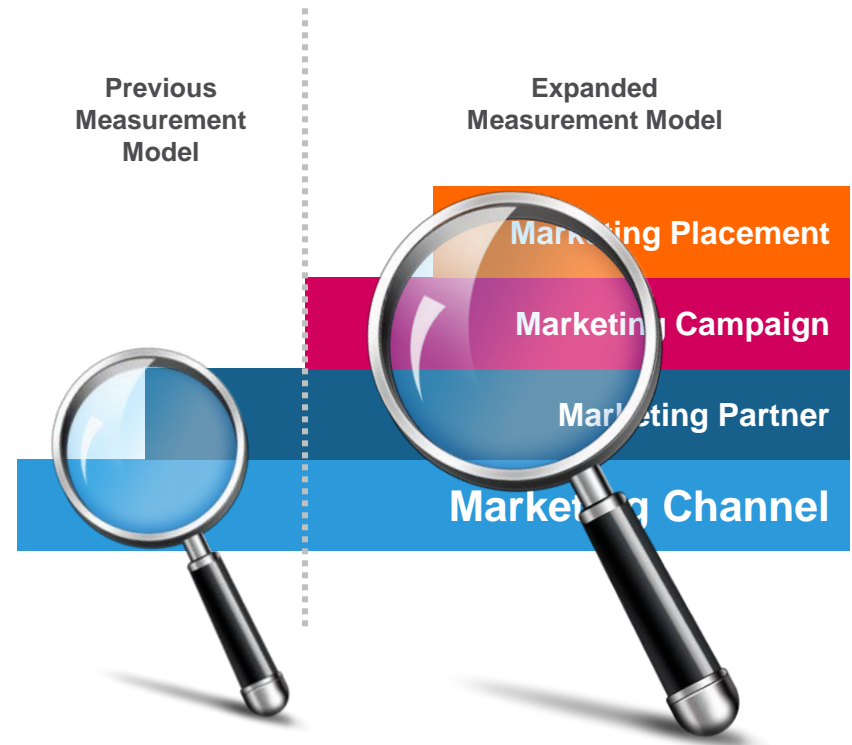 Previous
Measurement
Model
Expanded
Measurement Model
Marketing Placement
Marketing Campaign
Marketing Partner
Marketing Channel